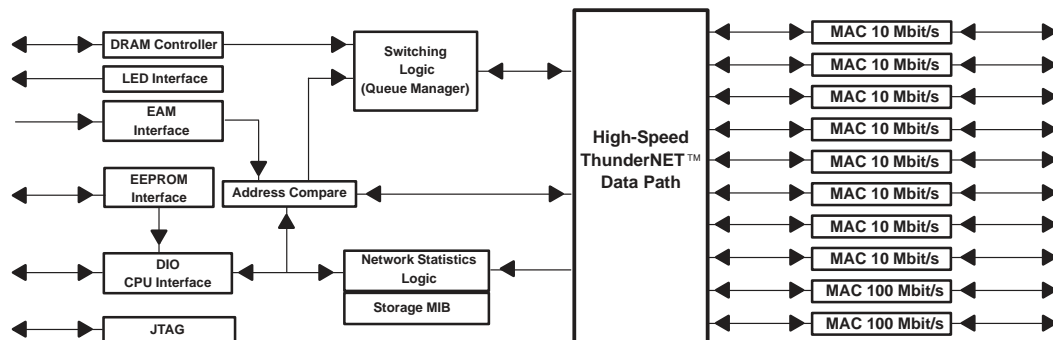 DRAM Controller
LED Interface
EAM
Interface
EEPROM
Interface
DIO
CPU Interface
JTAG
Switching
Logic
(Queue Manager)
Address Compare
Network Statistics
Logic
Storage MIB
High-Speed
ThunderNET™
Data Path
MAC 10 Mbit/s
MAC 10 Mbit/s
MAC 10 Mbit/s
MAC 10 Mbit/s
MAC 10 Mbit/s
MAC 10 Mbit/s
MAC 10 Mbit/s
MAC 10 Mbit/s
MAC 100 Mbit/s
MAC 100 Mbit/s